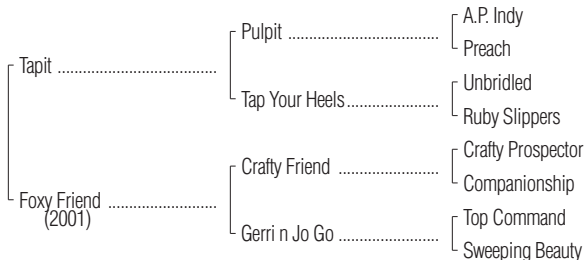 A.P. Indy
Pulpit ......................................
Preach
Tapit ........................................
Unbridled
Tap Your Heels.......................
Ruby Slippers
Crafty Prospector
Crafty Friend .........................
Companionship
Foxy Friend ...........................
(2001)
Top Command
Gerri n Jo Go .........................
Sweeping Beauty